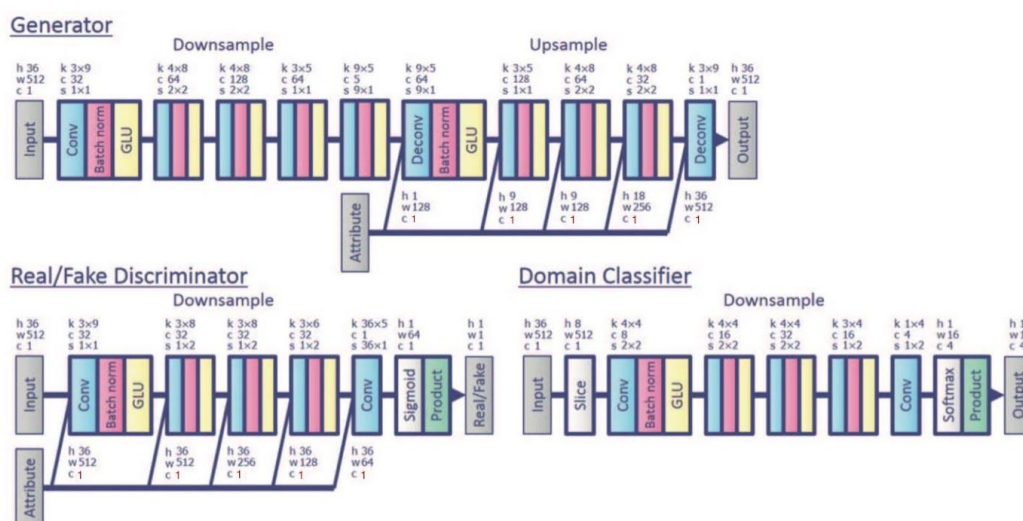 Generator
Downsample
Upsample
h 36
w 512
c 1
k 3×9
c 32
s 1×1
k 4×8
c 64
s 2×2
k 4×8
c 128
s 2×2
k 3×5
c 64
s 1×1
k 9×5
c 5
s 9×1
k 9×5
c 64
s 9×1
k 3×5
c 128
s 1×1
k 4×8
c 64
s 2×2
k 4×8
c 32
s 2×2
k 3×9
c 1
s 1×1
h 36
w 512
c 1
Input
Conv
Batch norm
GLU
Deconv
Batch norm
GLU
Deconv
Output
Attribute
h 1
w 128
c 1
h 9
w 128
c 1
h 9
w 128
c 1
h 18
w 256
c 1
h 36
w 512
c 1
Real/Fake Discriminator
Downsample
h 36
w 512
c 1
k 3×9
c 32
s 1×1
k 3×8
c 32
s 1×2
k 3×8
c 32
s 1×2
k 3×6
c 32
s 1×2
k 36×5
c 1
s 36×1
h 1
w 64
c 1
h 1
w 1
c 1
Input
Conv
Batch norm
GLU
Conv
Sigmoid
Product
Real/Fake
Attribute
h 36
w 512
c 1
h 36
w 512
c 1
h 36
w 256
c 1
h 36
w 128
c 1
h 36
w 64
c 1
Domain Classifier
Downsample
h 36
w 512
c 1
h 8
w 512
c 1
k 4×4
c 8
s 2×2
k 4×4
c 16
s 2×2
k 4×4
c 32
s 2×2
k 3×4
c 16
s 1×2
k 1×4
c 4
s 1×2
h 1
w 16
c 4
h 1
w 1
c 4
Input
Slice
Conv
Batch norm
GLU
Conv
Softmax
Product
Output